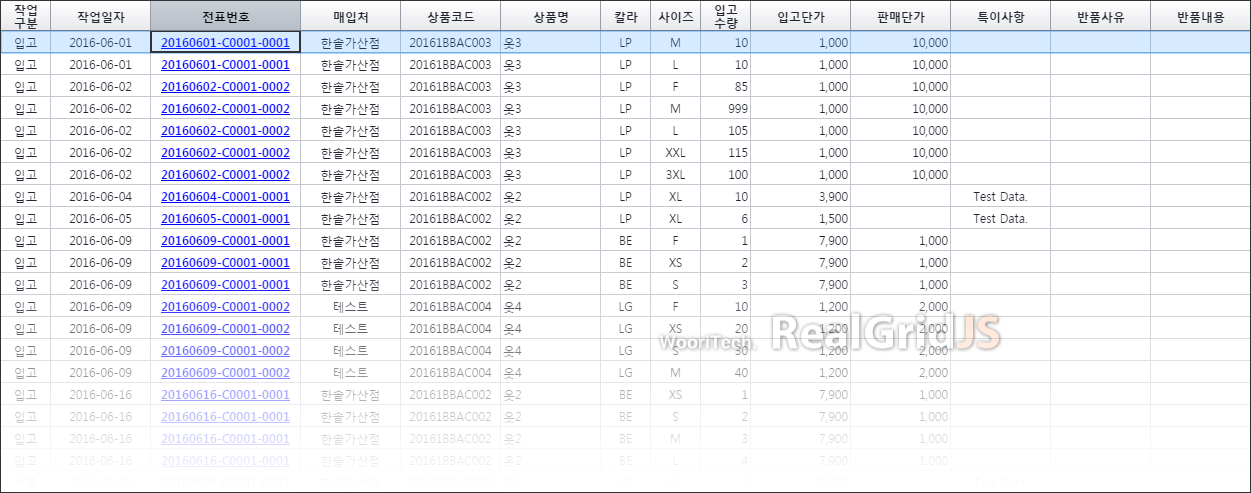 작업구분 작업일자 전표번호 매입처 상품코드 상품명 칼라 사이즈 입고수량 입고단가 판매단가 특이사항 반품사유 반품내용
입고 2016-06-01 20160601-C0001-0001 한솔가산점 20161BBAC003 옷3 LP M 10 1,000 10,000
입고 2016-06-01 20160601-C0001-0001 한솔가산점 20161BBAC003 옷3 LP L 10 1,000 10,000
입고 2016-06-02 20160602-C0001-0002 한솔가산점 20161BBAC003 옷3 LP F 85 1,000 10,000
입고 2016-06-02 20160602-C0001-0002 한솔가산점 20161BBAC003 옷3 LP M 999 1,000 10,000
입고 2016-06-02 20160602-C0001-0002 한솔가산점 20161BBAC003 옷3 LP L 105 1,000 10,000
입고 2016-06-02 20160602-C0001-0002 한솔가산점 20161BBAC003 옷3 LP XXL 115 1,000 10,000
입고 2016-06-02 20160602-C0001-0002 한솔가산점 20161BBAC003 옷3 LP 3XL 100 1,000 10,000
입고 2016-06-04 20160604-C0001-0001 한솔가산점 20161BBAC002 옷2 LP XL 10 3,900 Test Data.
입고 2016-06-05 20160605-C0001-0001 한솔가산점 20161BBAC002 옷2 LP XL 6 1,500 Test Data.
입고 2016-06-09 20160609-C0001-0001 한솔가산점 20161BBAC002 옷2 BE F 1 7,900 1,000
입고 2016-06-09 20160609-C0001-0001 한솔가산점 20161BBAC002 옷2 BE XS 2 7,900 1,000
입고 2016-06-09 20160609-C0001-0001 한솔가산점 20161BBAC002 옷2 BE S 3 7,900 1,000
입고 2016-06-09 20160609-C0001-0002 테스트 20161BBAC004 옷4 LG F 10 1,200 2,000
입고 2016-06-09 20160609-C0001-0002 테스트 20161BBAC004 옷4 LG XS 20 1,200 2,000
WooriTech. RealGridJS
입고 2016-06-09 20160609-C0001-0002 테스트 20161BBAC004 옷4 LG S 30 1,200 2,000
입고 2016-06-09 20160609-C0001-0002 테스트 20161BBAC004 옷4 LG M 40 1,200 2,000
입고 2016-06-16 20160616-C0001-0001 한솔가산점 20161BBAC002 옷2 BE XS 1 7,900 1,000
입고 2016-06-16 20160616-C0001-0001 한솔가산점 20161BBAC002 옷2 BE S 2 7,900 1,000
입고 2016-06-16 20160616-C0001-0001 한솔가산점 20161BBAC002 옷2 BE M 3 7,900 1,000
입고 2016-06-16 20160616-C0001-0001 한솔가산점 20161BBAC002 옷2 BE L 4 7,900 1,000